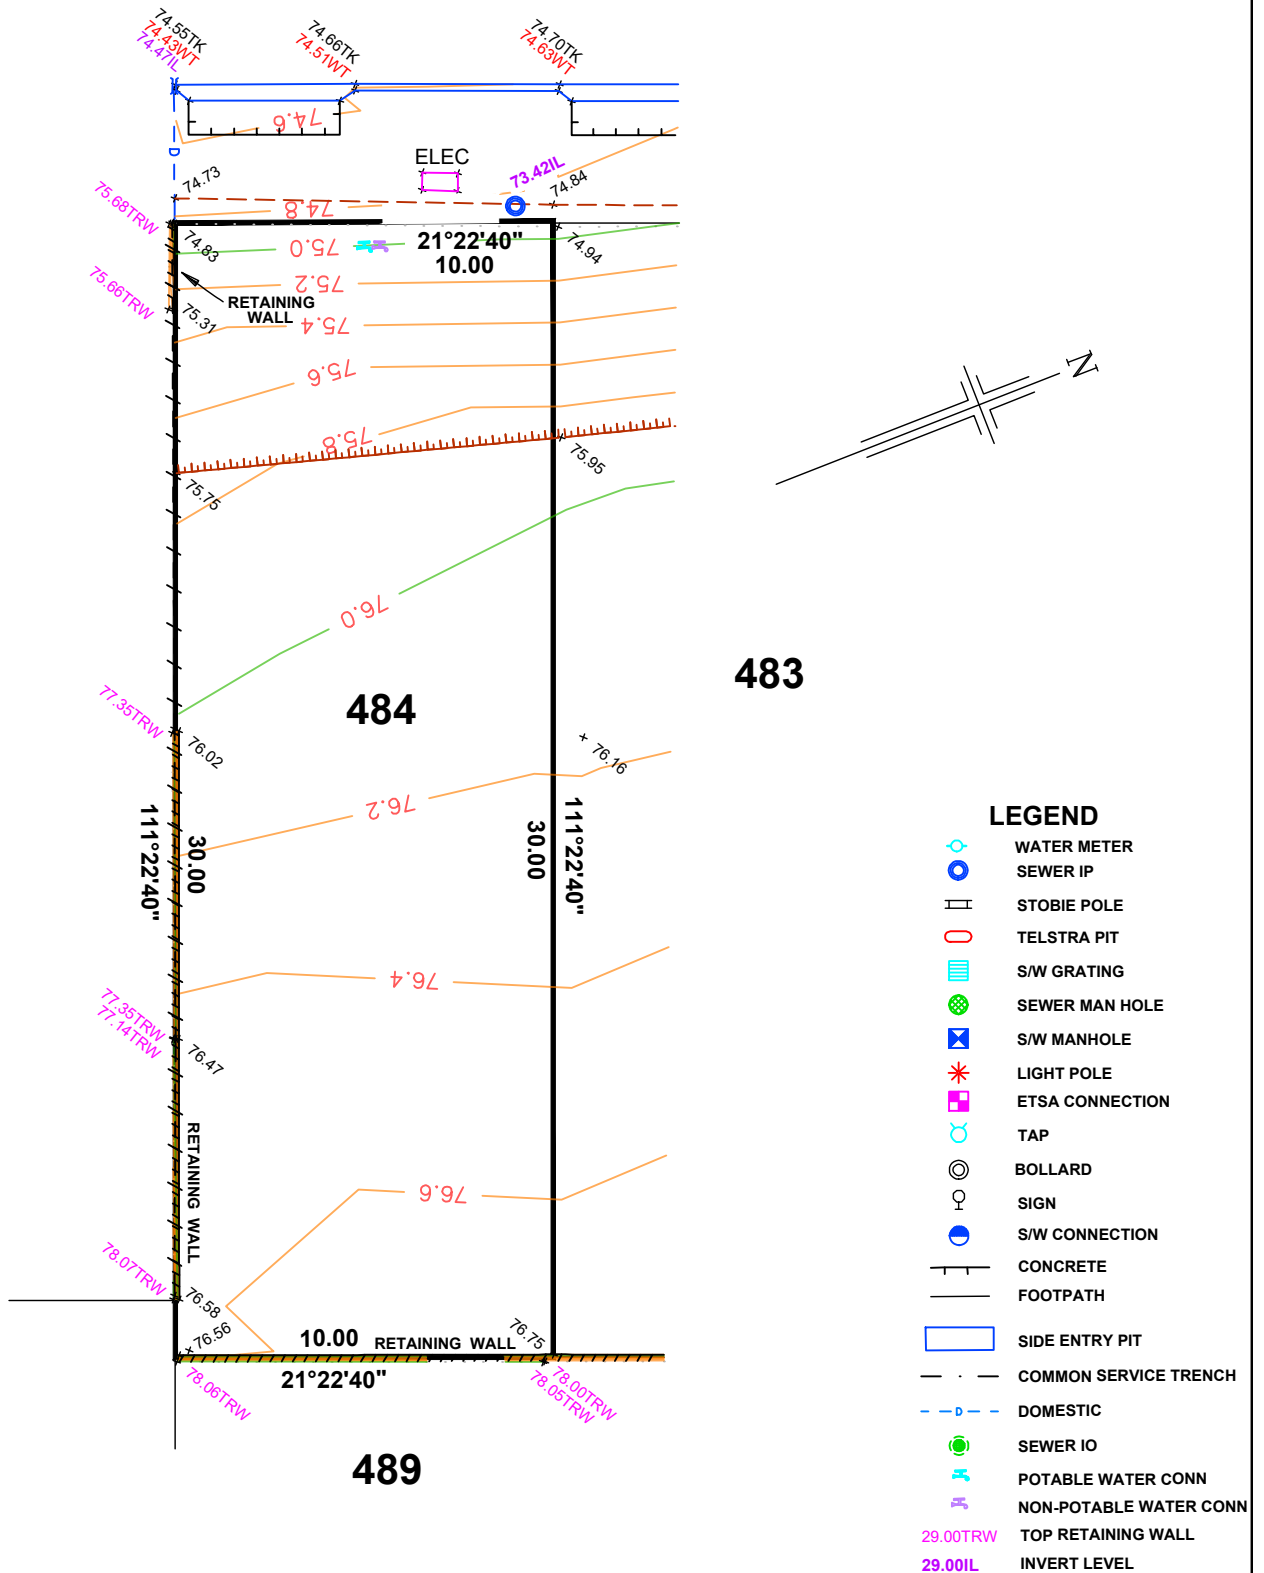 74.55TK
74.43WT
74.47IL
74.66TK
74.51WT
74.70TK
74.63WT
74.6
D
ELEC
73.42IL
74.73
74.84
75.68TRW
74.8
74.83
75.0
21°22'40"
10.00
74.94
75.66TRW
75.2
RETAINING
WALL
75.31
75.4
75.6
N
75.8
75.95
75.75
76.0
483
484
77.35TRW
76.02
76.16
76.2
111°22'40"
30.00
30.00
111°22'40"
76.4
77.35TRW
77.14TRW
76.47
RETAINING WALL
76.6
78.07TRW
76.58
76.56
10.00
RETAINING WALL
76.75
21°22'40"
78.06TRW
78.00TRW
78.05TRW
489
LEGEND
WATER METER
SEWER IP
STOBIE POLE
TELSTRA PIT
S/W GRATING
SEWER MAN HOLE
S/W MANHOLE
LIGHT POLE
ETSA CONNECTION
TAP
BOLLARD
SIGN
S/W CONNECTION
CONCRETE
FOOTPATH
SIDE ENTRY PIT
COMMON SERVICE TRENCH
D DOMESTIC
SEWER IO
POTABLE WATER CONN
NON-POTABLE WATER CONN
29.00TRW TOP RETAINING WALL
29.00IL INVERT LEVEL